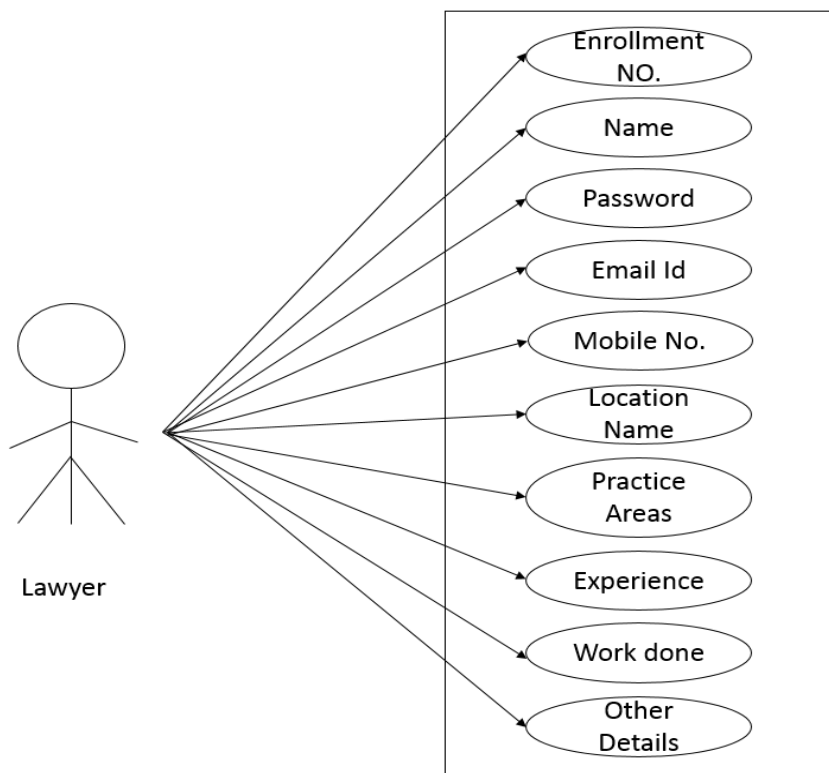 Enrollment
NO.
Name
Password
Email Id
Mobile No.
Location
Name
Practice
Areas
Experience
Work done
Other
Details
Lawyer